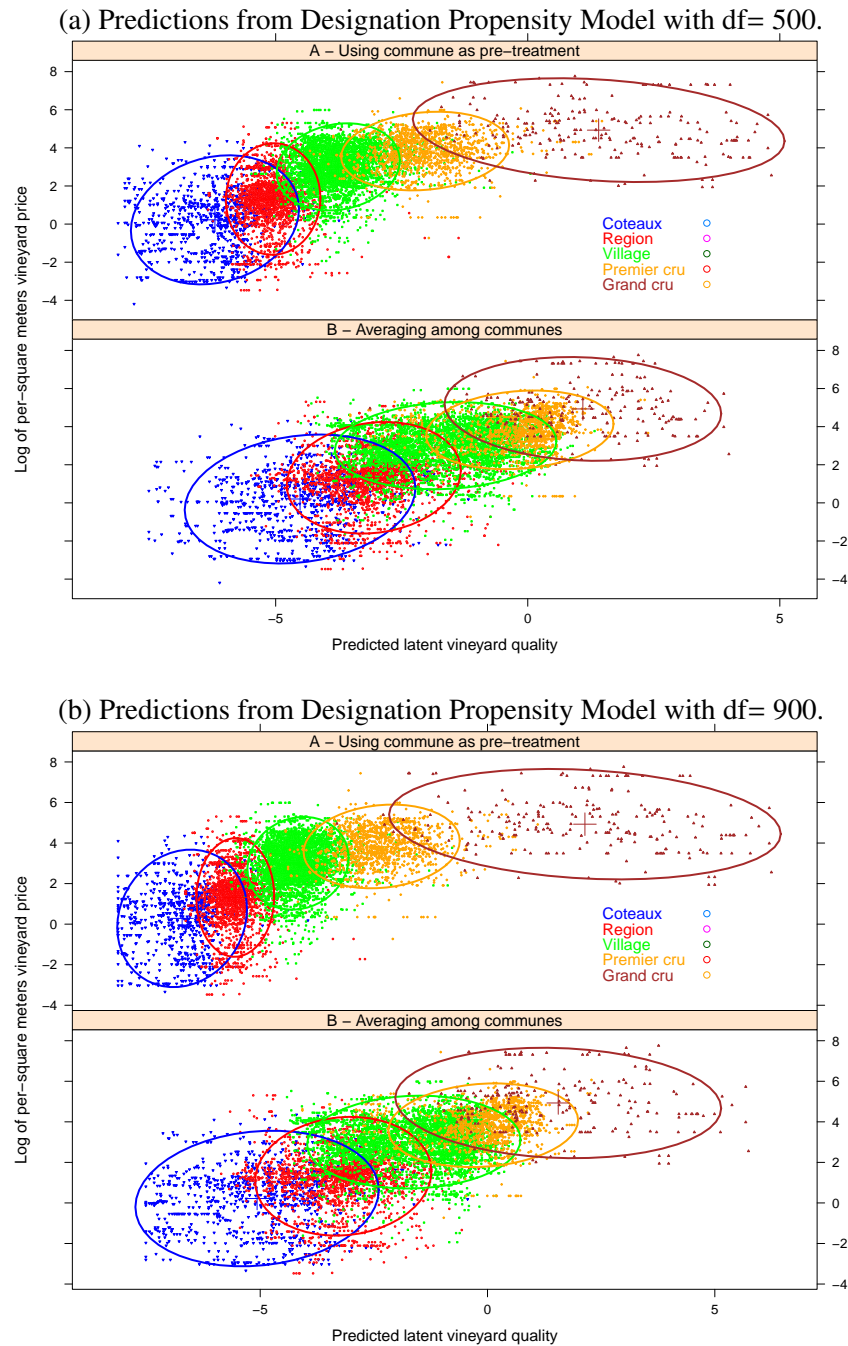 (a) Predictions from Designation Propensity Model with df= 500.
−5 0 5
A − Using commune as pre−treatment
8
6
4
2
0
−2
−4
Coteaux
Region
Village
Premier cru
Grand cru
B − Averaging among communes
8
6
4
2
0
−2
−4
−5 0 5
Log of per−square meters vineyard price
Predicted latent vineyard quality
(b) Predictions from Designation Propensity Model with df= 900.
A − Using commune as pre−treatment
8
6
4
2
0
−2
−4
Coteaux
Region
Village
Premier cru
Grand cru
B − Averaging among communes
8
6
4
2
0
−2
−4
−5 0 5
Log of per−square meters vineyard price
Predicted latent vineyard quality